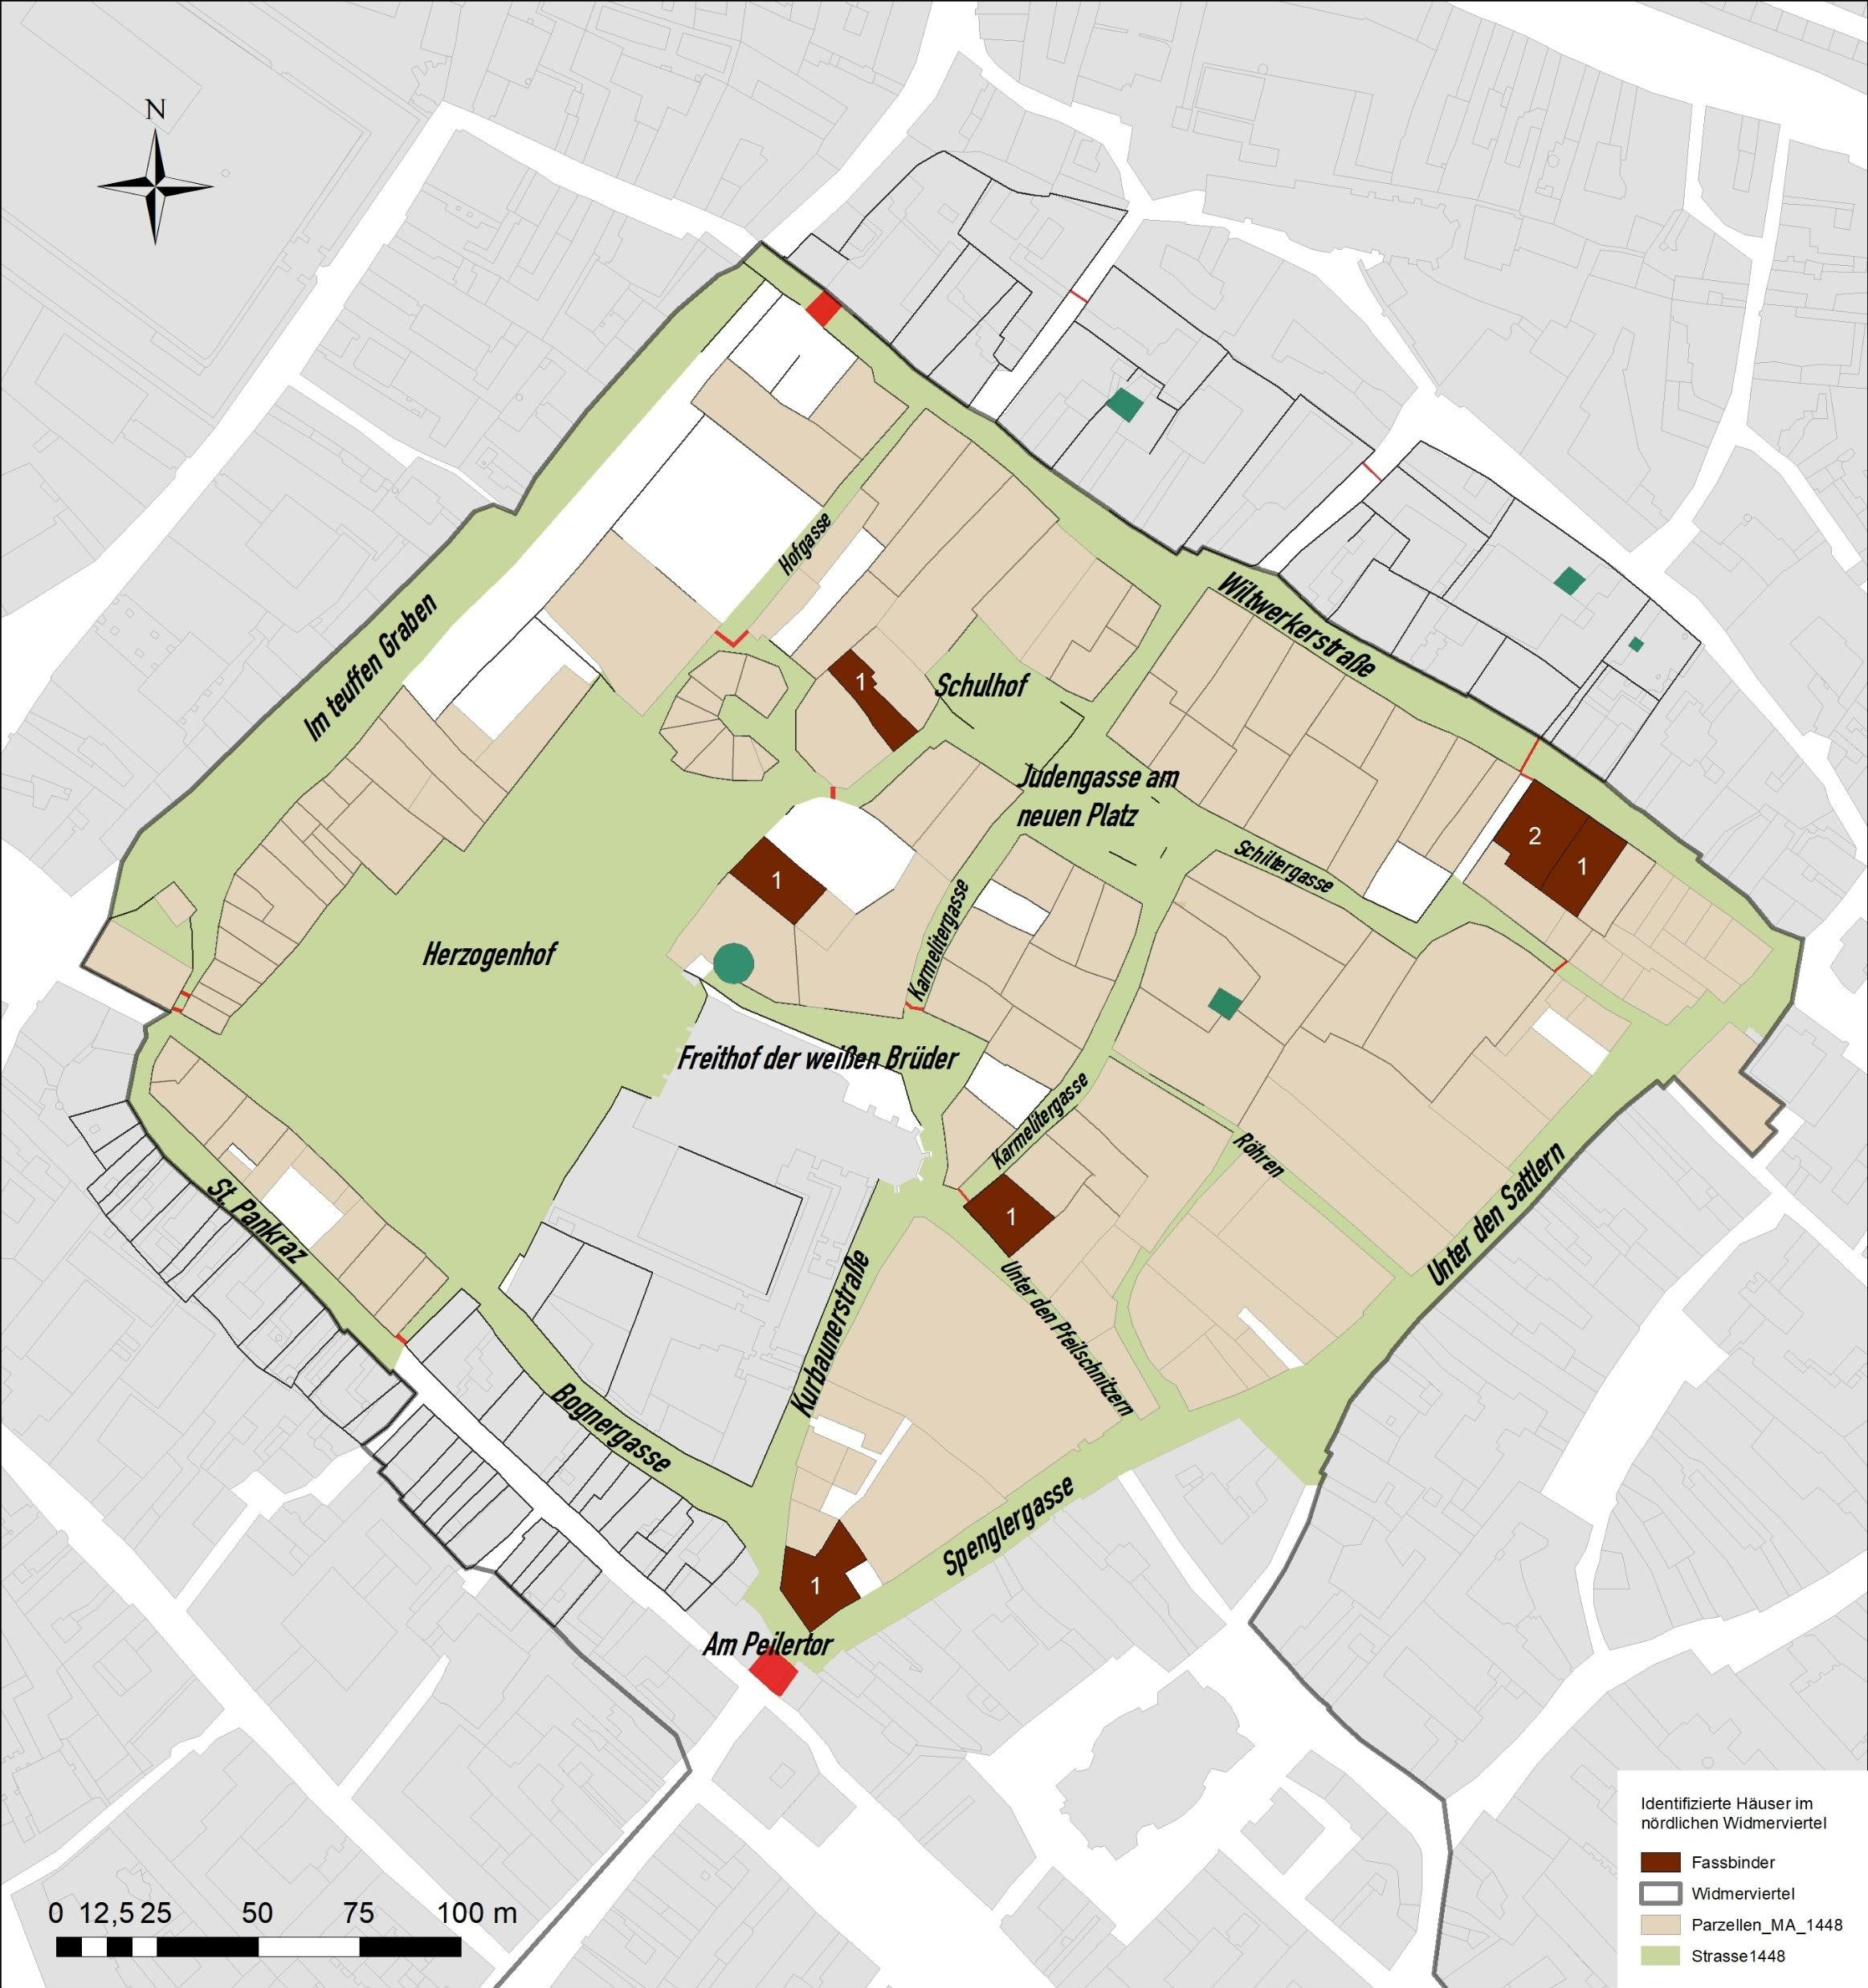 N
Im teuffen Graben
Hofgasse
Wiltwerkerstraße
1
Schulhof
Judengasse am
neuen Platz
2
1
Schiltergasse
1
Karmelitergasse
Herzogenhof
Freithof der weißen Brüder
Karmelitergasse
Röhren
St. Pankraz
1
Unter den Sattlern
Kurbaunerstraße
Unter den Pfeilschnitzern
Bognergasse
Spenglergasse
1
Am Peilertor
Identifizierte Häuser im
nördlichen Widmerviertel
Fassbinder
Widmerviertel
Parzellen_MA_1448
Strasse1448
0 12,5 25 50 75 100 m